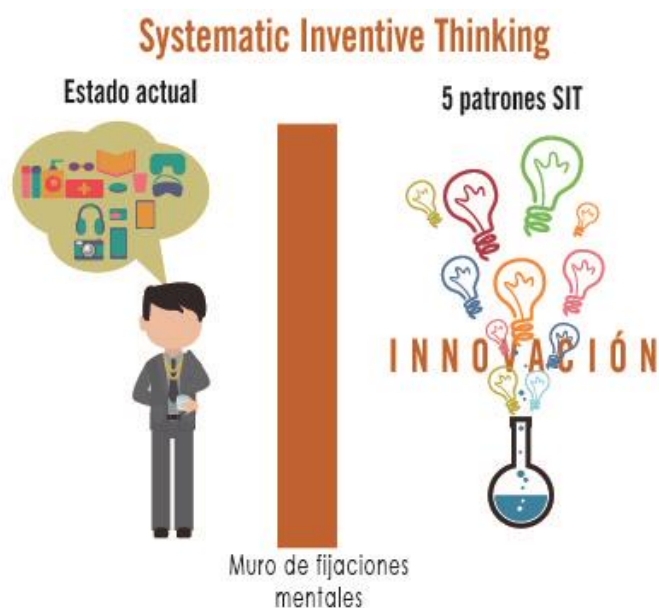 Systematic Inventive Thinking
Estado actual
5 patrones SIT
INNOVACIÓN
Muro de fijaciones
mentales